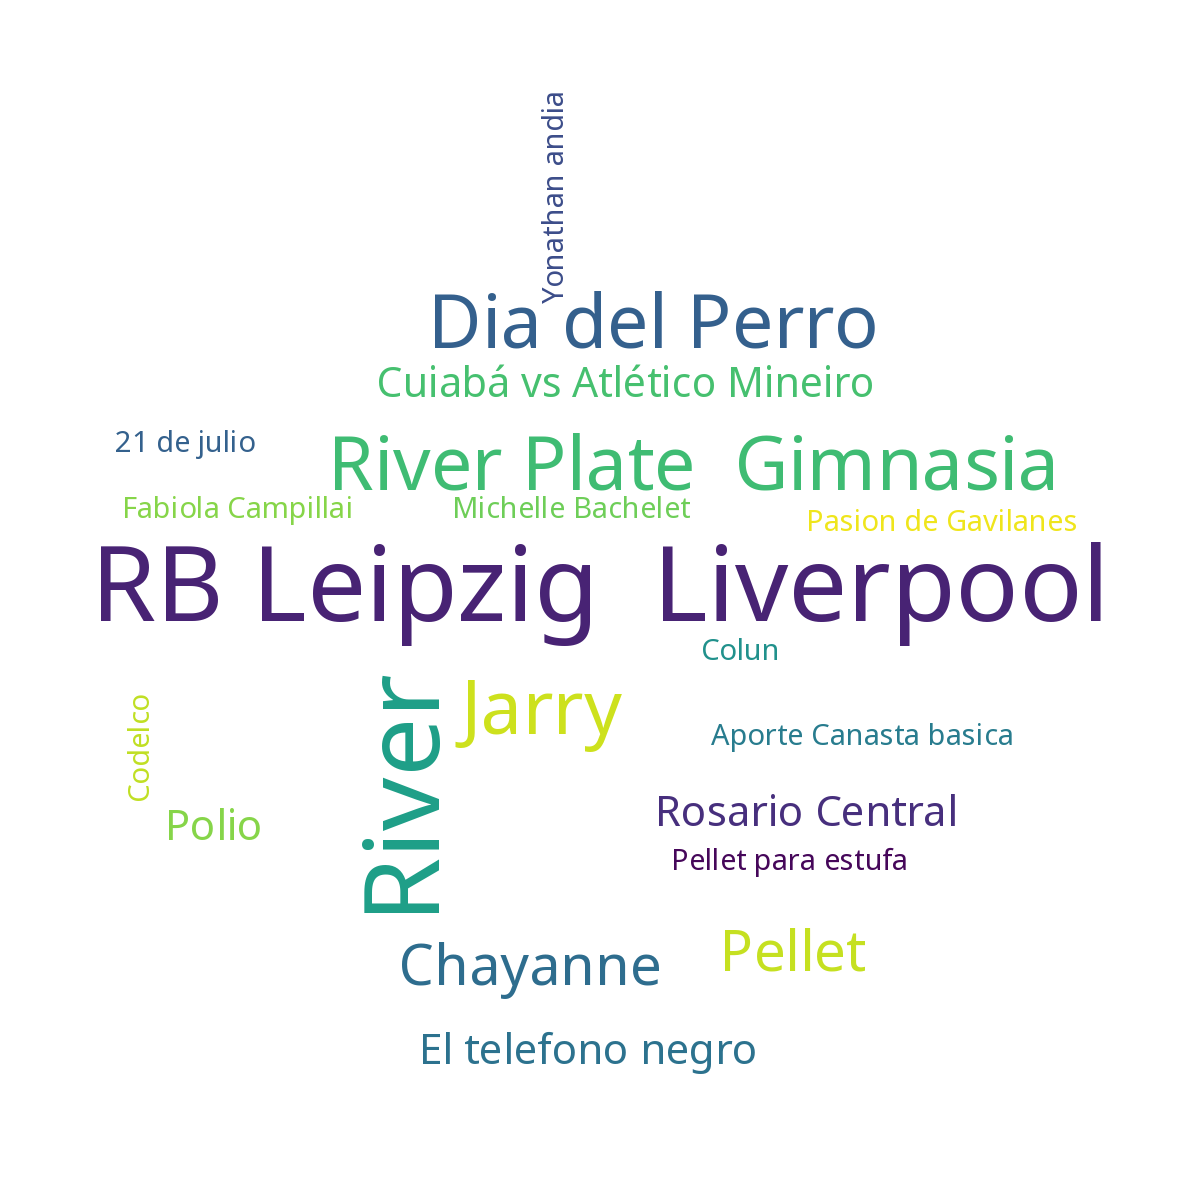 Yonathan andia
Dia del Perro
Cuiabá vs Atlético Mineiro
21 de julio
River Plate Gimnasia
Fabiola Campillai
Michelle Bachelet
Pasion de Gavilanes
RB Leipzig Liverpool
Colun
River
Jarry
Codelco
Aporte Canasta basica
Polio
Rosario Central
Pellet para estufa
Chayanne
Pellet
El telefono negro